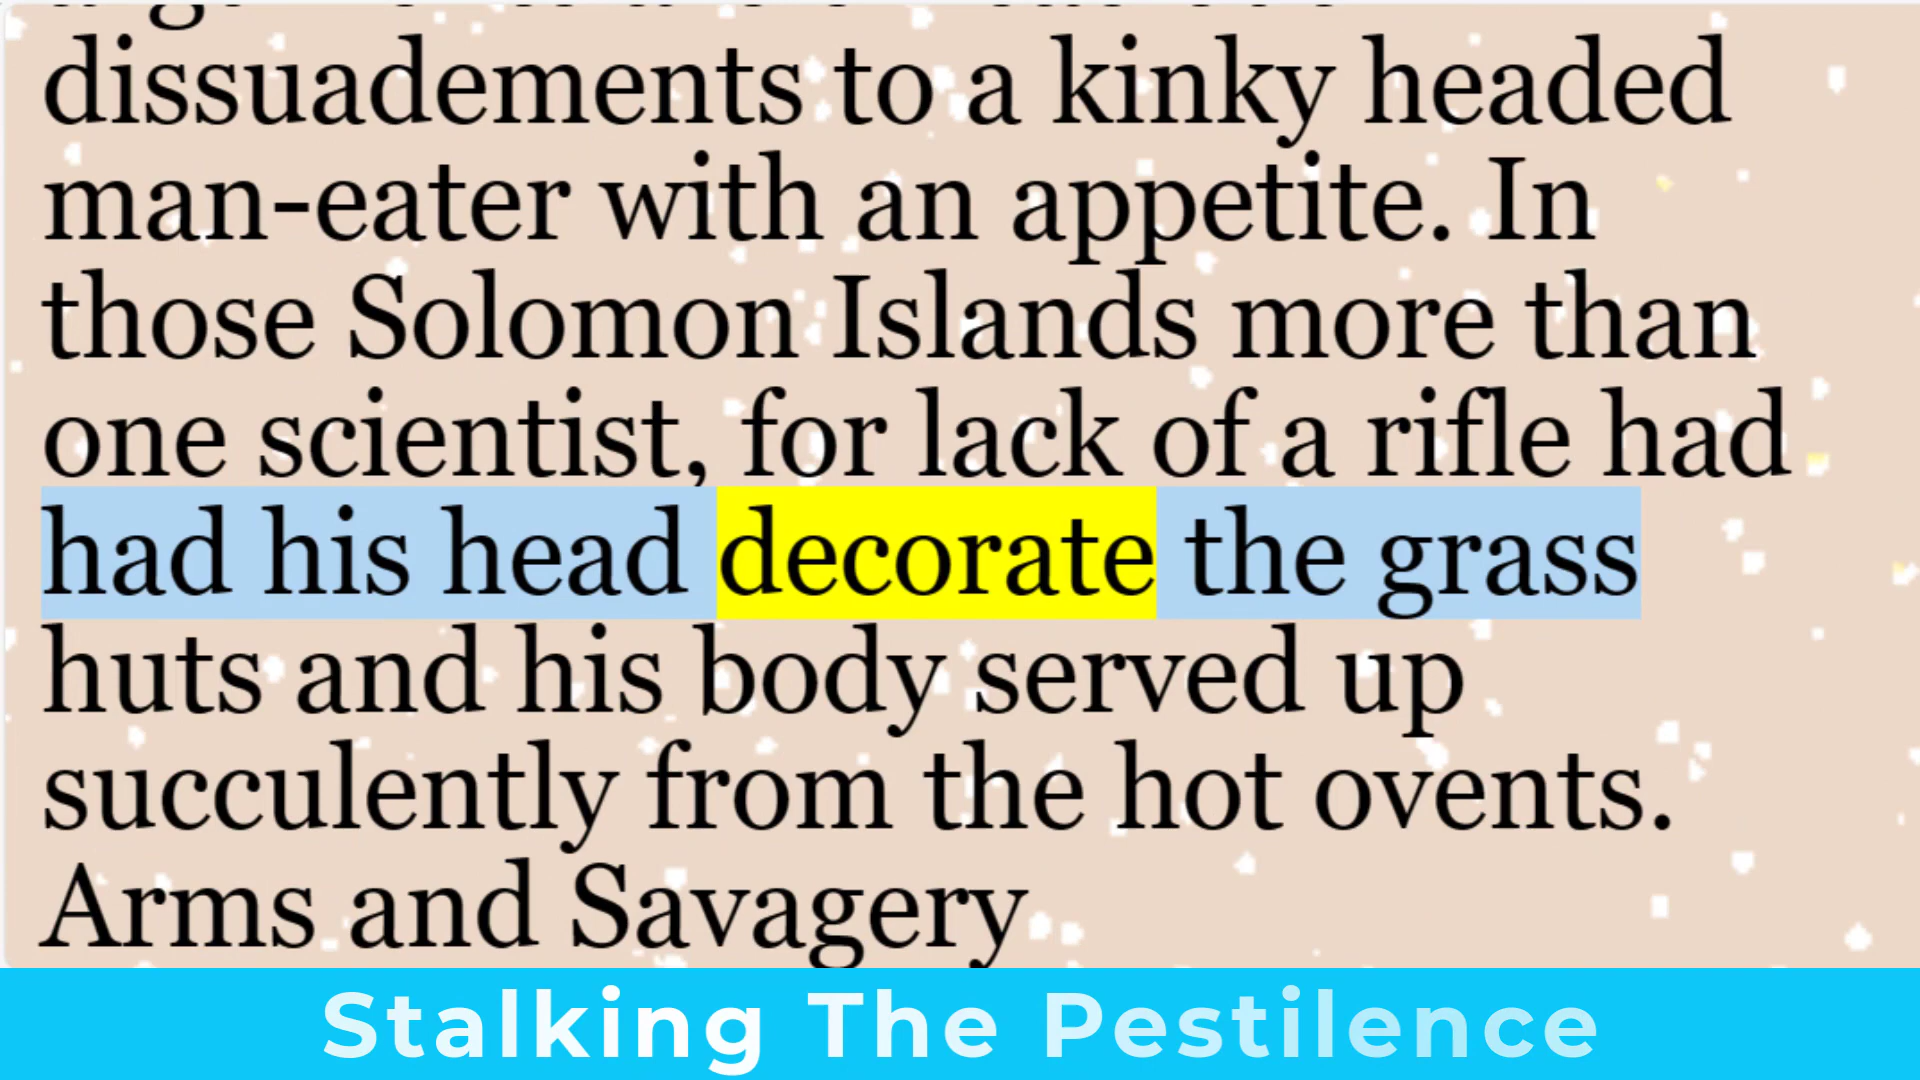 dissuadements to a kinky headed
man-eater with an appetite. In
those Solomon Islands more than
one scientist, for lack of a rifle had
had his head decorate the grass
huts and his body served up
succulently from the hot ovents.
Arms and Savagery
Stalking The Pestilence